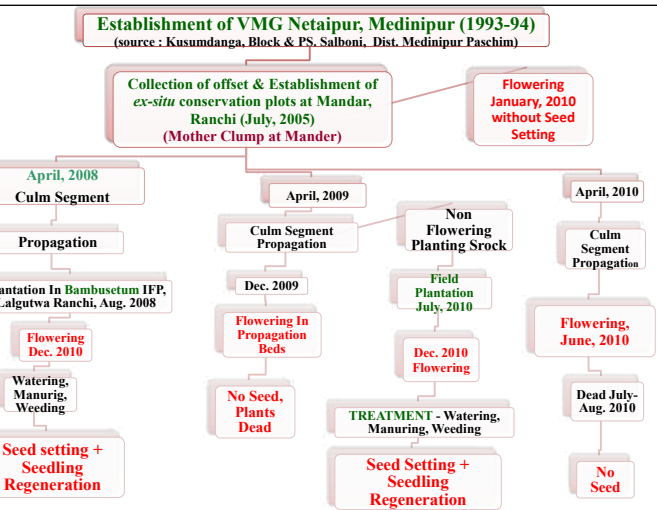 Establishment of VMG Netaipur, Medinipur (1993-94)
(source : Kusumdanga, Block & PS. Salboni, Dist. Medinipur Paschim)
Collection of offset & Establishment of
ex-situ conservation plots at Mandar,
Ranchi (July, 2005)
(Mother Clump at Mander)
Flowering
January, 2010
without Seed
Setting
April, 2008
Culm Segment
Propagation
antation In Bambusetum IFP,
Lalgutwa Ranchi, Aug. 2008
Flowering
Dec. 2010
Watering,
Manurig,
Weeding
Seed setting +
Seedling
Regeneration
April, 2009
Culm Segment
Propagation
Dec. 2009
Flowering In
Propagation
Beds
No Seed,
Plants
Dead
Non
Flowering
Planting Srock
Field
Plantation
July, 2010
Dec. 2010
Flowering
TREATMENT - Watering,
Manuring, Weeding
Seed Setting +
Seedling
Regeneration
April, 2010
Culm
Segment
Propagation
Flowering,
June, 2010
Dead July-
Aug. 2010
No
Seed